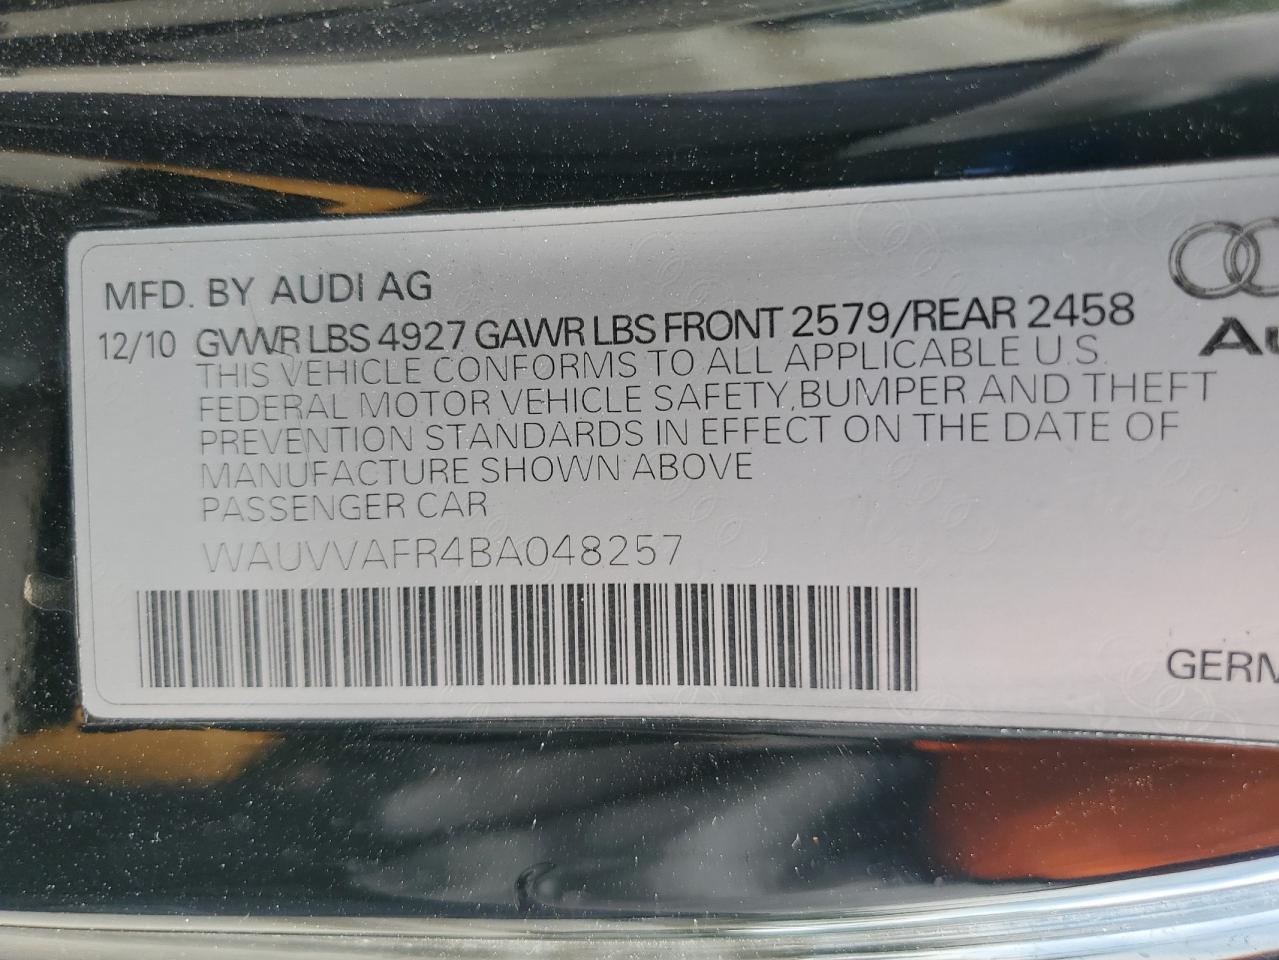 MFD. BY AUDI AG
12/10 GVWR LBS 4927 GAWR LBS FRONT 2579/REAR 2458
THIS VEHICLE CONFORMS TO ALL APPLICABLE U.S.
FEDERAL MOTOR VEHICLE SAFETY, BUMPER AND THEFT
PREVENTION STANDARDS IN EFFECT ON THE DATE OF
MANUFACTURE SHOWN ABOVE
PASSENGER CAR
WAUVVAFR4BA048257
Au
GERM